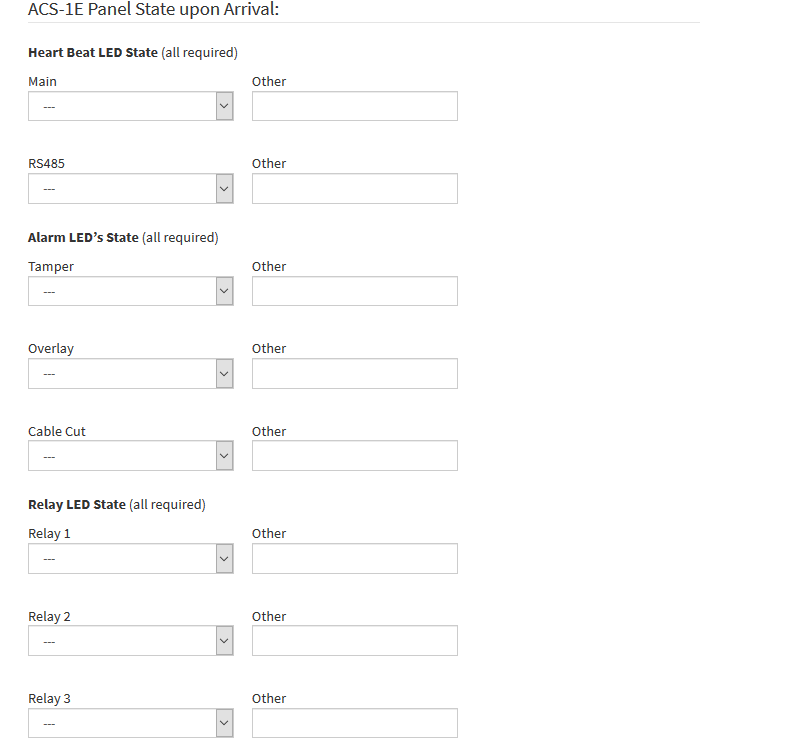 ACS-1E Panel State upon Arrival:
Heart Beat LED State (all required)
Main Other
---
RS485 Other
---
Alarm LED’s State (all required)
Tamper Other
---
Overlay Other
---
Cable Cut Other
---
Relay LED State (all required)
Relay 1 Other
---
Relay 2 Other
---
Relay 3 Other
---